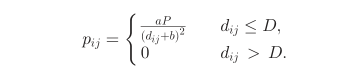 p_{ij} = \begin{cases} \frac{aP}{(d_{ij}+b)^2} & d_{ij} \leq D, \\ 0 & d_{ij} > D. \end{cases}